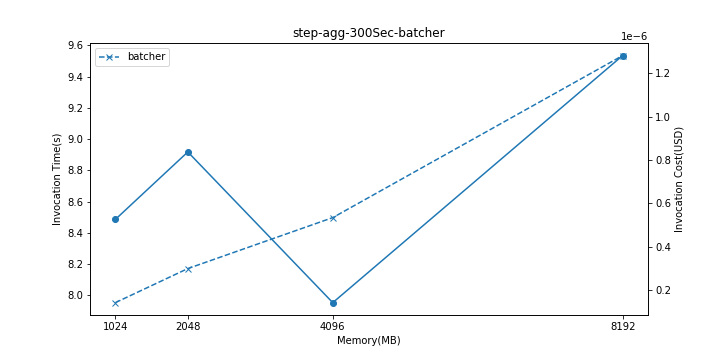 step-agg-300Sec-batcher
1e−6
batcher
Invocation Time(s)
9.6
9.4
9.2
9.0
8.8
8.6
8.4
8.2
8.0
1.2
1.0
0.8
0.6
0.4
0.2
Invocation Cost(USD)
1024 2048 4096 8192
Memory(MB)